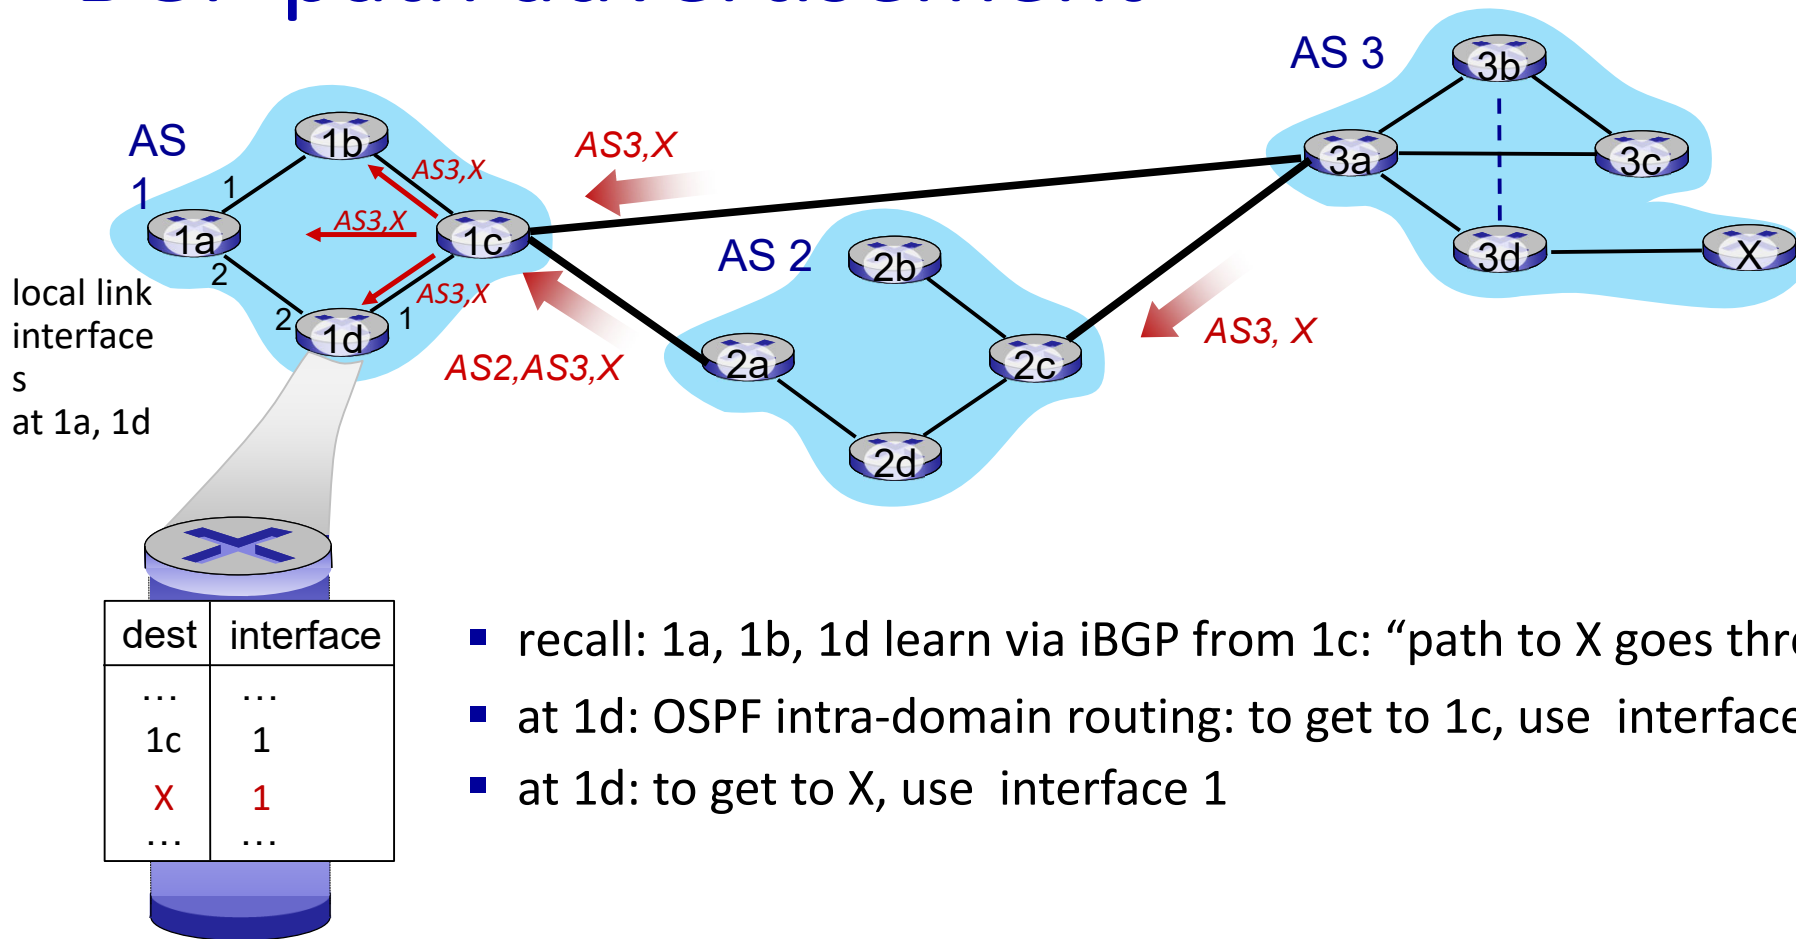 BGP path advertisement
AS 3
3b
3a
3c
3d
X
AS
1
1b
AS3,X
1
AS3,X
1a
1c
AS3,X
2
2
1d
1
AS3,X
AS2,AS3,X
AS 2
2b
2a
2c
2d
AS3, X
local link
interface
s
at 1a, 1d
dest interface
... ...
1c 1
X 1
... ...
▪ recall: 1a, 1b, 1d learn via iBGP from 1c: “path to X goes thr
▪ at 1d: OSPF intra-domain routing: to get to 1c, use interface
▪ at 1d: to get to X, use interface 1